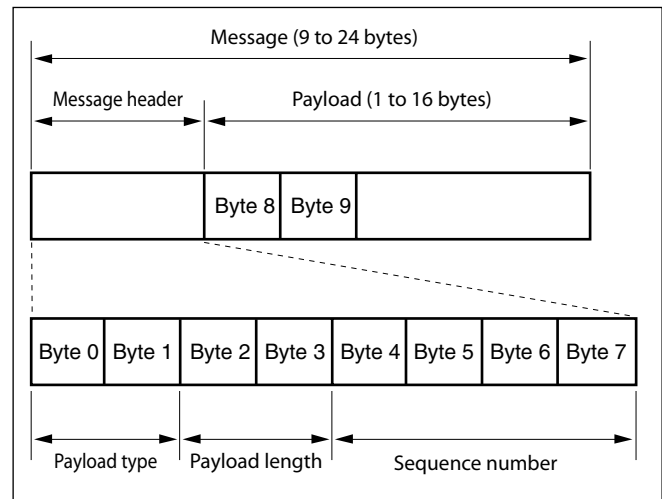 Message (9 to 24 bytes)
Message header Payload (1 to 16 bytes)
Byte 8 Byte 9
Byte 0 Byte 1 Byte 2 Byte 3 Byte 4 Byte 5 Byte 6 Byte 7
Payload type Payload length Sequence number